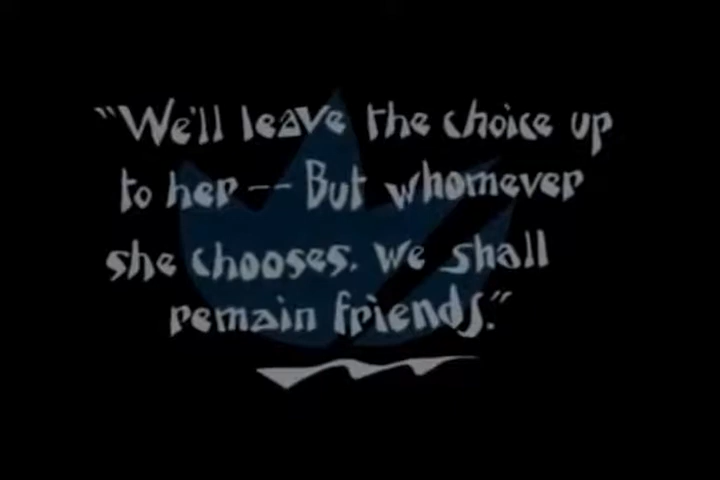 “We'll leave the choice up
to her -- But whomever
she chooses, we shall
remain friends.”